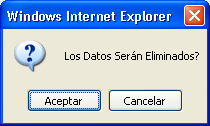 Windows Internet Explorer
Los Datos Serán Eliminados?
Aceptar
Cancelar